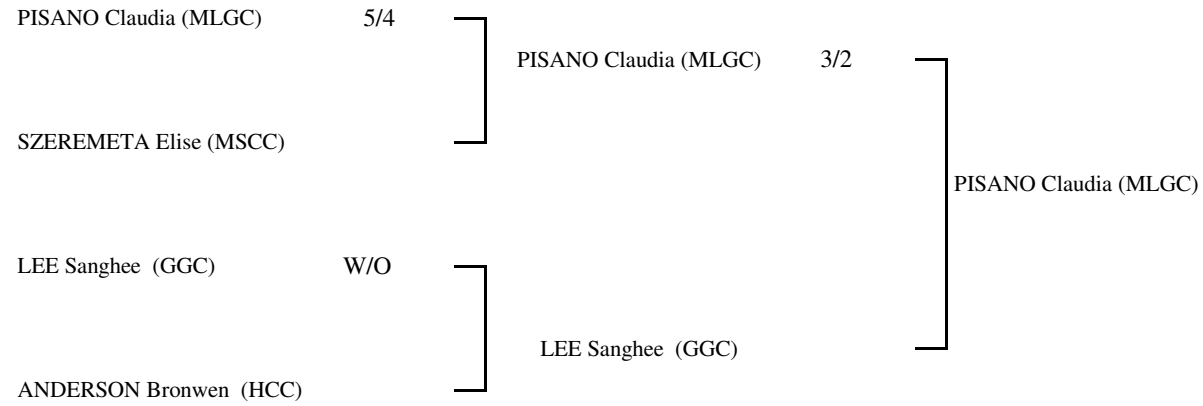 PISANO Claudia (MLGC) 5/4
PISANO Claudia (MLGC) 3/2
SZEREMETA Elise (MSCC)
PISANO Claudia (MLGC)
LEE Sanghee (GGC) W/O
LEE Sanghee (GGC)
ANDERSON Bronwen (HCC)